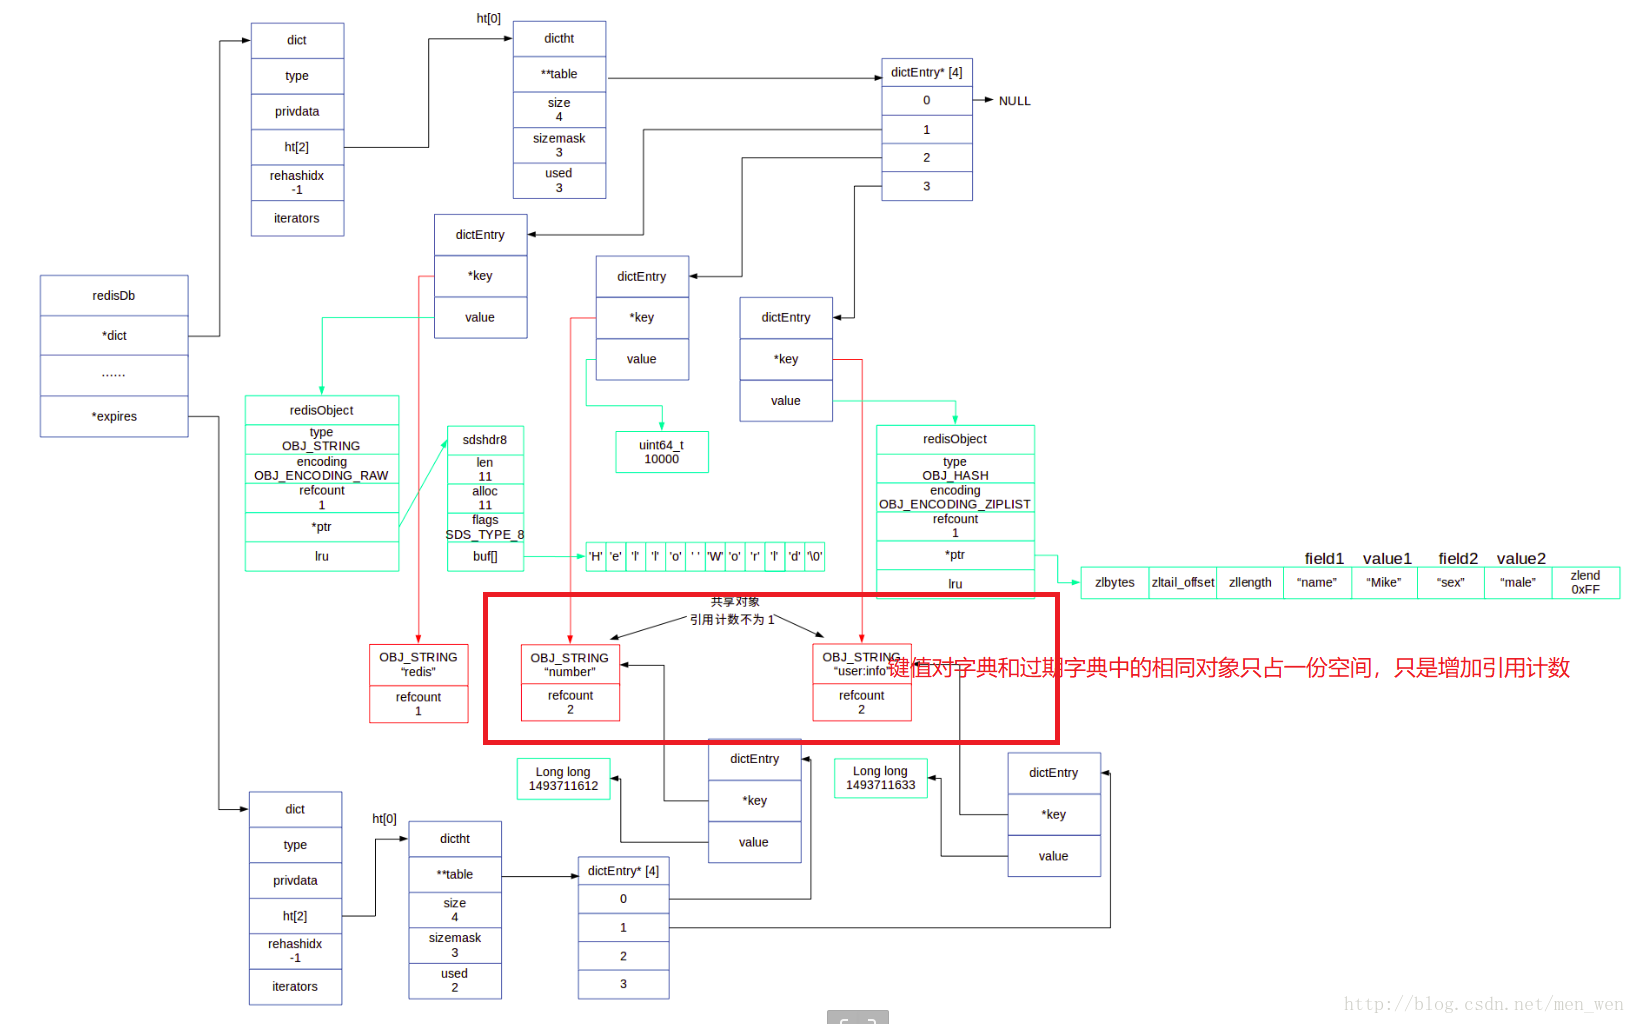 ht[0]
dict
type
privdata
ht[2]
rehashidx
-1
iterators
dictht
**table
size
4
sizemask
3
used
3
dictEntry* [4]
0
NULL
1
2
3
dictEntry
*key
value
dictEntry
*key
value
dictEntry
*key
value
redisDb
*dict
······
*expires
redisObject
type
OBJ_STRING
encoding
OBJ_ENCODING_RAW
refcount
1
*ptr
lru
sdshdr8
len
11
alloc
11
flags
SDS_TYPE_8
buf[]
'H' 'e' 'l' 'l' 'o' ' ' 'W' 'o' 'r' 'l' 'd' '\0'
uint64_t
10000
redisObject
type
OBJ_HASH
encoding
OBJ_ENCODING_ZIPLIST
refcount
1
*ptr
lru
field1 value1 field2 value2
zlbytes zltail_offset zllength “name” “Mike” “sex” “male” zlend
0xFF
共享对象
引用计数不为 1
OBJ_STRING
“redis”
refcount
1
OBJ_STRING
“number”
refcount
2
OBJ_STRING
“user:info”
refcount
2
键值对字典和过期字典中的相同对象只占一份空间，只是增加引用计数
Long long
1493711612
dictEntry
*key
value
Long long
1493711633
dictEntry
*key
value
dict
type
privdata
ht[2]
rehashidx
-1
iterators
ht[0]
dictht
**table
size
4
sizemask
3
used
2
dictEntry* [4]
0
1
2
3
http://blog.csdn.net/men_wen